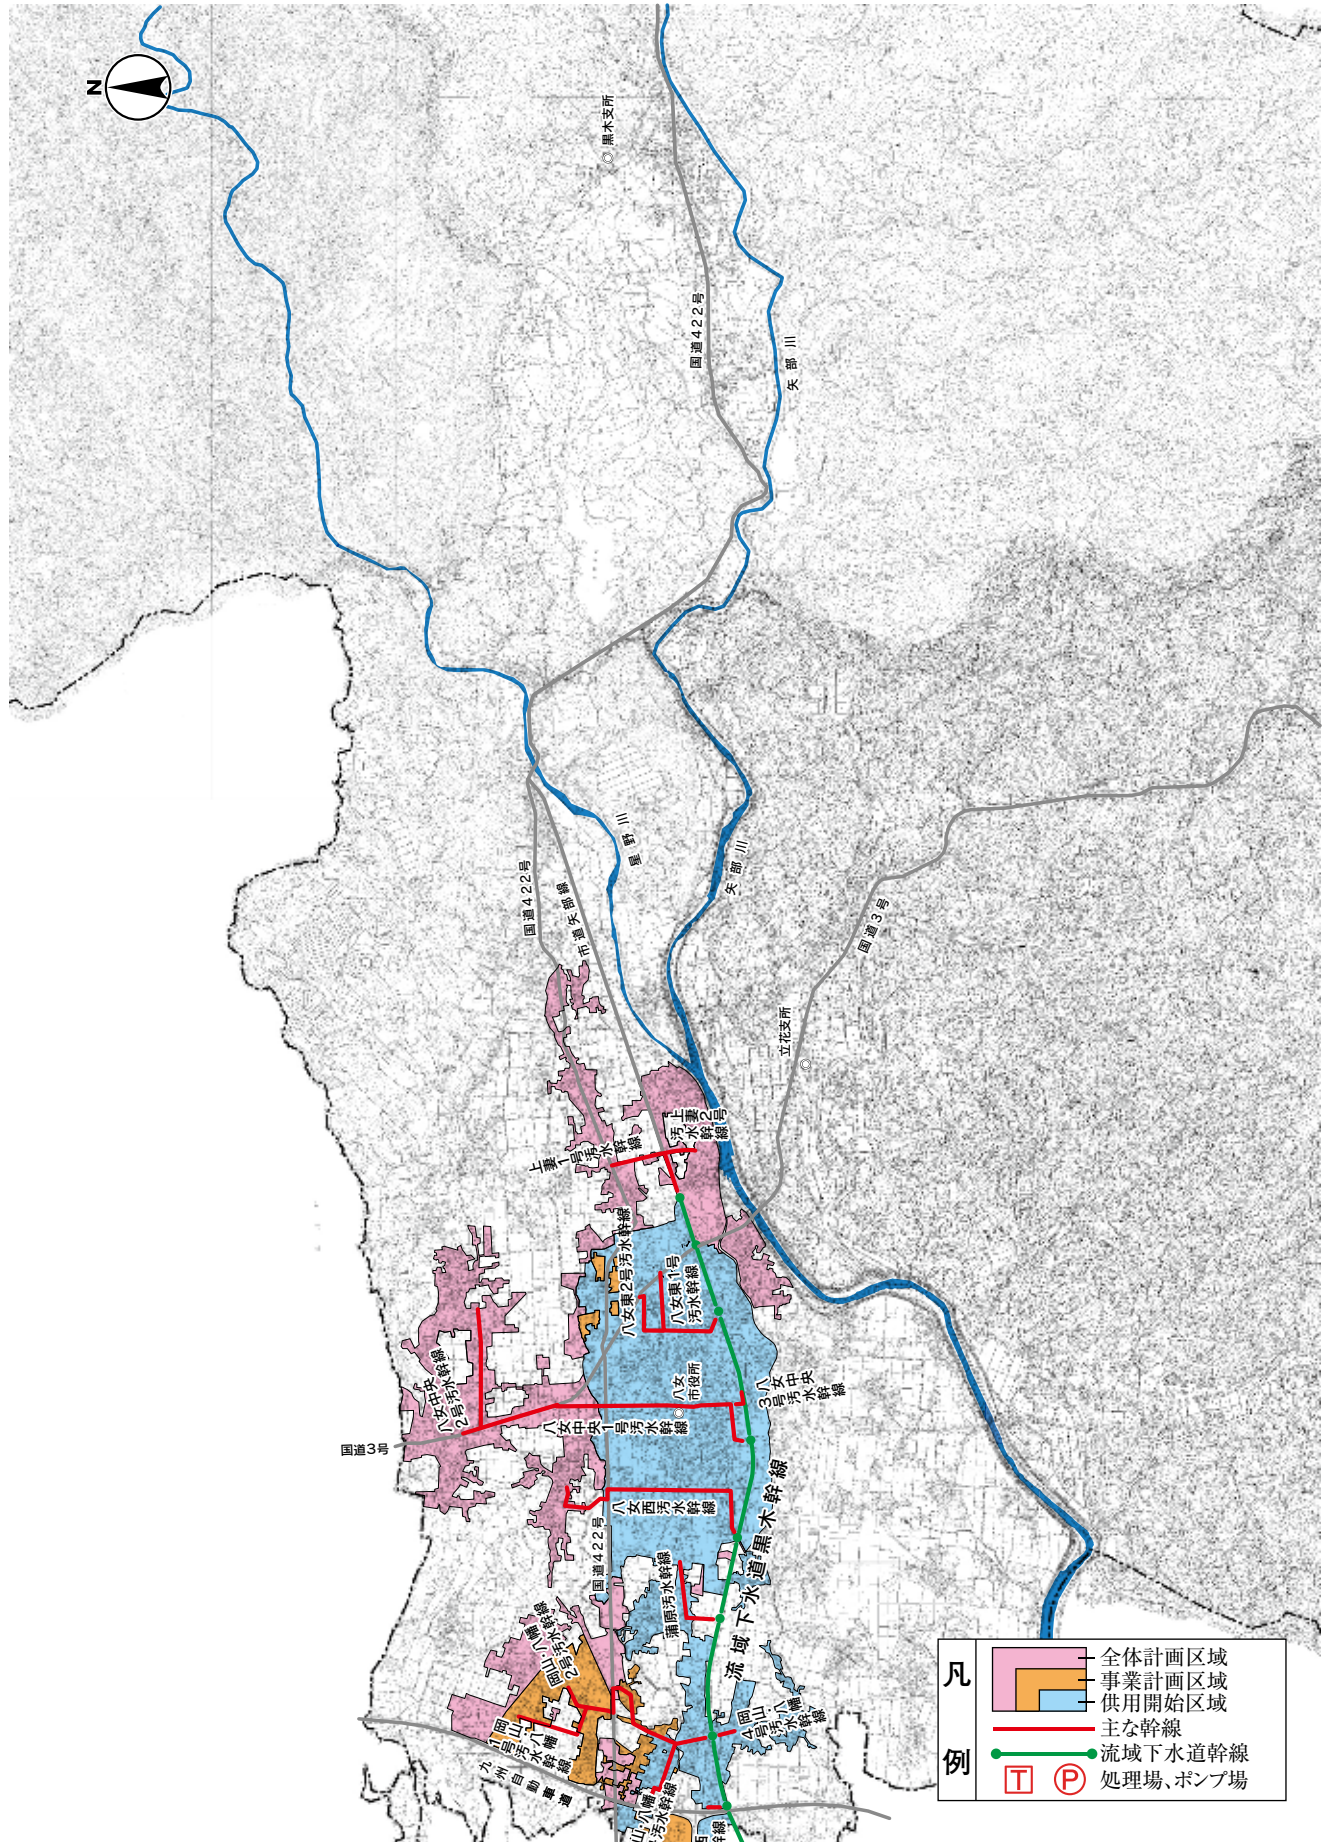 N
黒木支所
国道422号
矢部川
星野川
矢部川
国道422号
市道矢部線
国道3号
立花支所
上妻1号汚水幹線
上妻2号
汚水幹線
八女東2号汚水幹線
八女東1号
汚水幹線
八女中央
2号汚水幹線
八女
市役所
八女中央
3号汚水幹線
国道3号
八女中央1号汚水幹線
八女西汚水幹線
国道422号
流域下水道黒木幹線
蒲原汚水幹線
岡山・八幡
2号汚水幹線
岡山・八幡
1号汚水幹線
岡山・八幡
4号汚水幹線
九州自動車道
山・八幡
汚水幹線
西
幹線
凡例
全体計画区域
事業計画区域
供用開始区域
主な幹線
流域下水道幹線
T P 処理場、ポンプ場